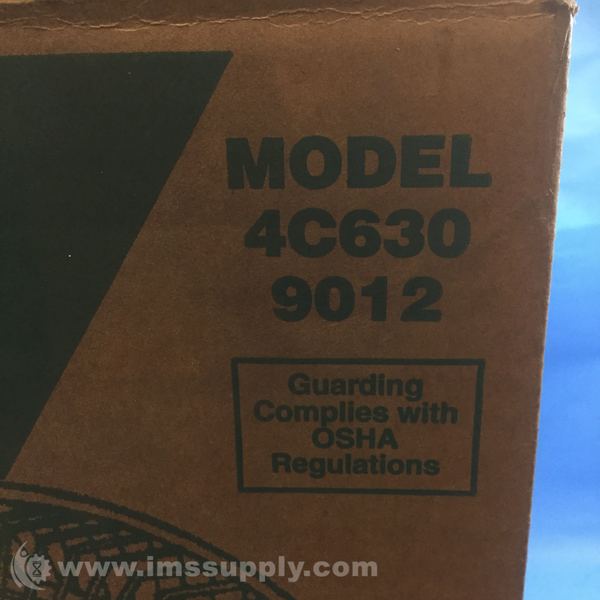 MODEL
4C630
9012
Guarding
Complies with
OSHA
Regulations
www.imssupply.com